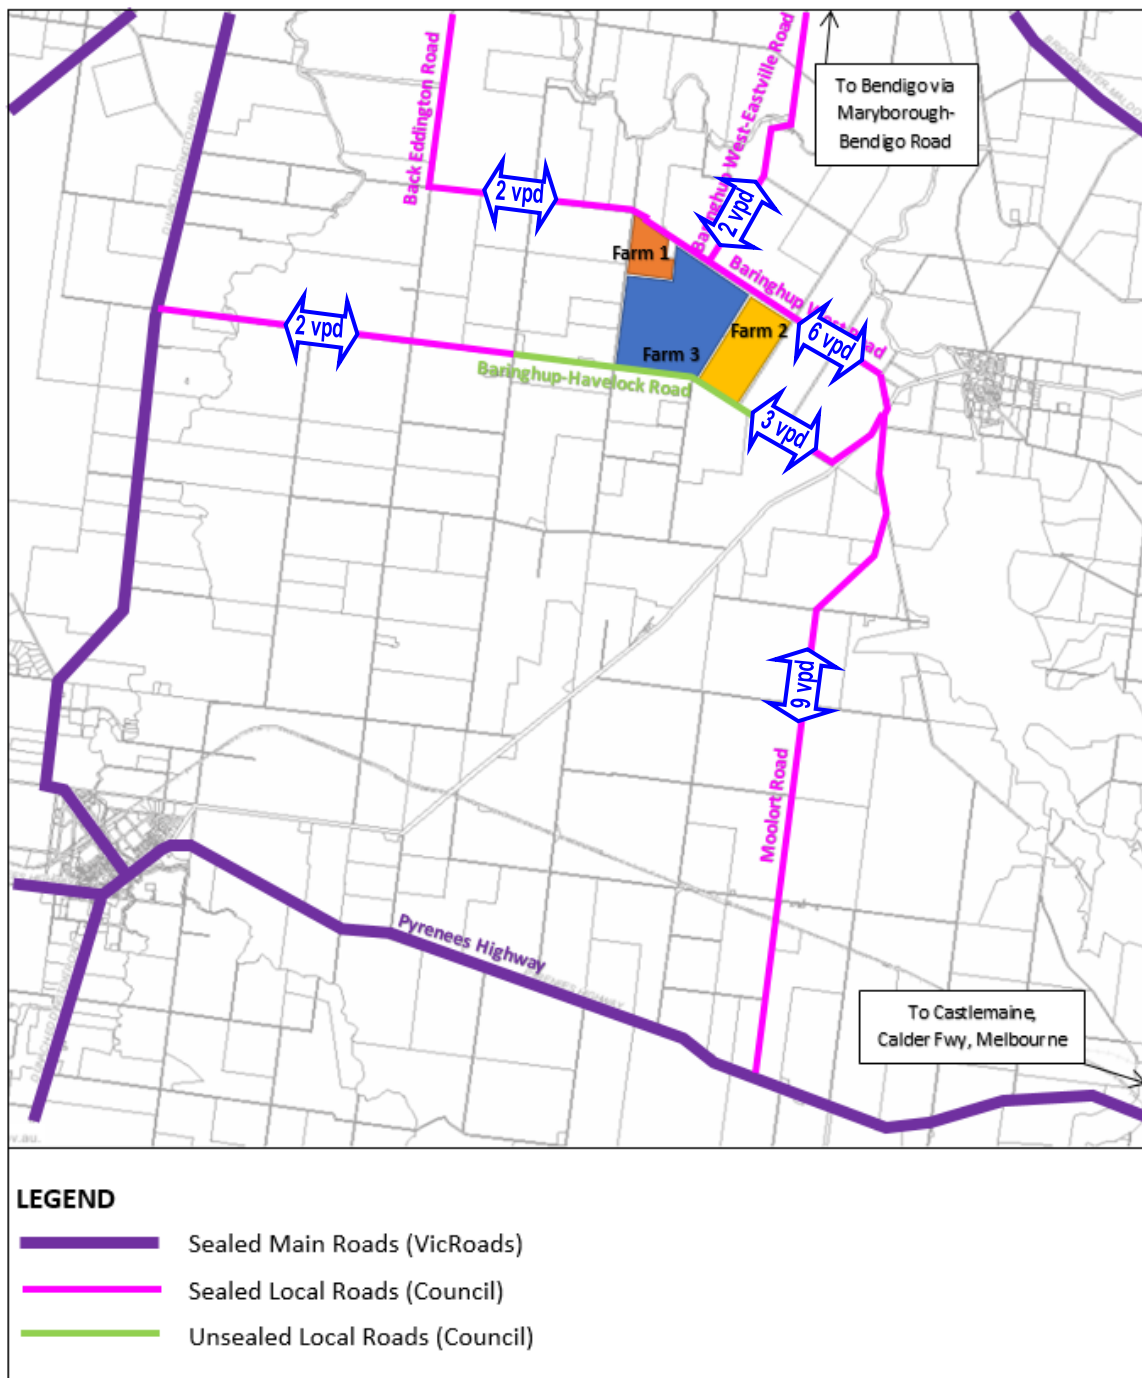 Back Eddington Road
Baringhup West-Eastville Road
To Bendigo via
Maryborough-
Bendigo Road
2 vpd
2 vpd
Farm 1
Baringhup West Road
Farm 2
2 vpd
6 vpd
Farm 3
Baringhup-Havelock Road
3 vpd
9 vpd
Moolort Road
Pyrenees Highway
To Castlemaine,
Calder Fwy, Melbourne
v.au.
LEGEND
Sealed Main Roads (VicRoads)
Sealed Local Roads (Council)
Unsealed Local Roads (Council)